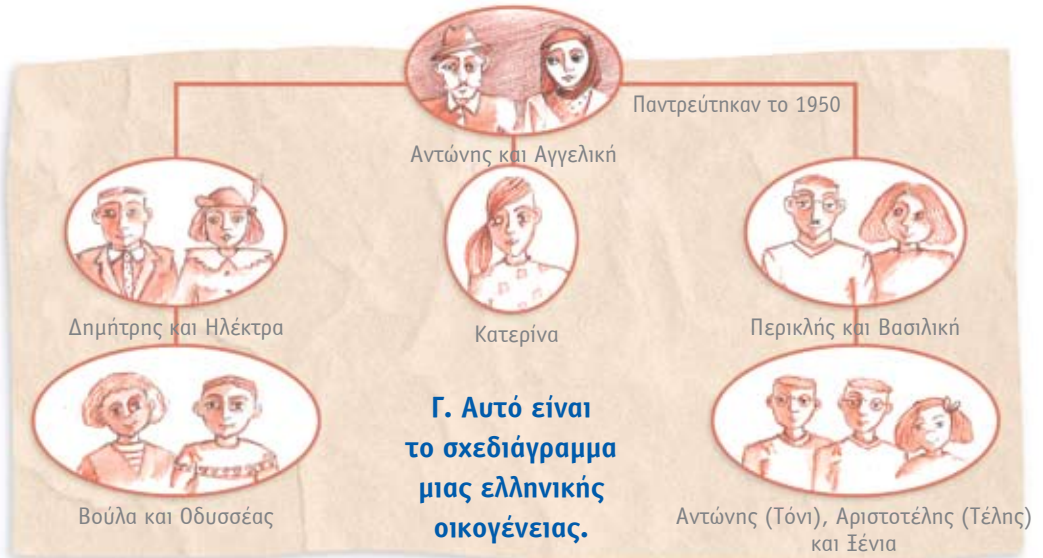 Παντρεύτηκαν το 1950
Αντώνης και Αγγελική
Δημήτρης και Ηλέκτρα
Κατερίνα
Περικλής και Βασιλική
Γ. Αυτό είναι
το σχεδιάγραμμα
μιας ελληνικής
οικογένειας.
Βούλα και Οδυσσέας
Αντώνης (Τόνι), Αριστοτέλης (Τέλης)
και Ξένια